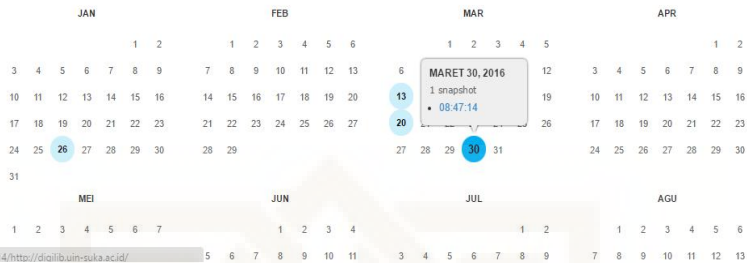 JAN FEB MAR APR
1 2 1 2 3 4 5 6 1 2 3 4 5 1 2
3 4 5 6 7 8 9 7 8 9 10 11 12 13 6 MARET 30, 2016 12 3 4 5 6 7 8 9
1 snapshot
10 11 12 13 14 15 16 14 15 16 17 18 19 20 13 • 08:47:14 19 10 11 12 13 14 15 16
17 18 19 20 21 22 23 21 22 23 24 25 26 27 20 26 17 18 19 20 21 22 23
24 25 26 27 28 29 30 28 29 27 28 29 30 31 24 25 26 27 28 29 30
31
MEI JUN JUL AGU
1 2 3 4 5 6 7 1 2 3 4 1 2 1 2 3 4 5 6
4/http://digilib.uin-suka.ac.id/ 5 6 7 8 9 10 11 3 4 5 6 7 8 9 7 8 9 10 11 12 13